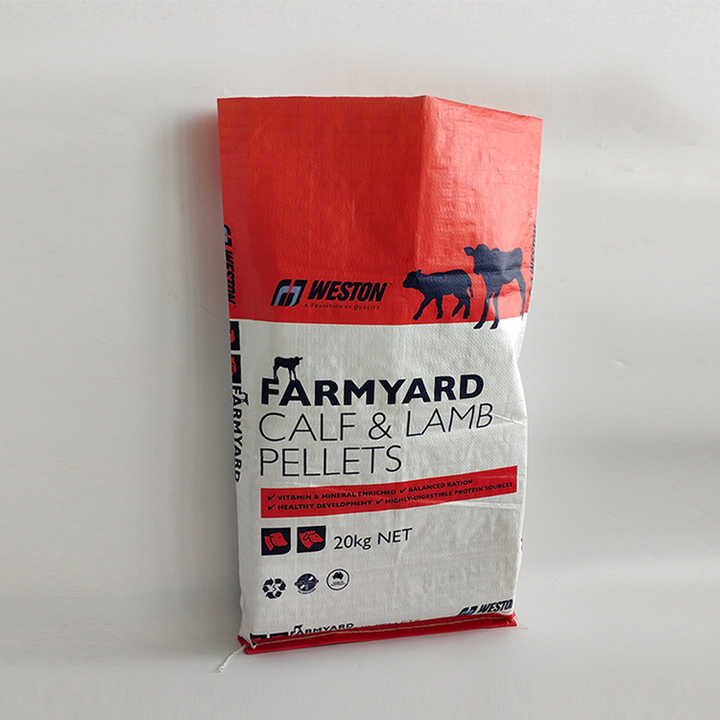 WESTON
A TRADITION OF QUALITY
WESTON
FARMYARD
FARMYARD
CALF & LAMB
PELLETS
✓ VITAMIN & MINERAL ENRICHED ✓ BALANCED RATION
✓ HEALTHY DEVELOPMENT ✓ HIGHLY-DIGESTIBLE PROTEIN SOURCES
20kg NET
WESTON
FARMYARD